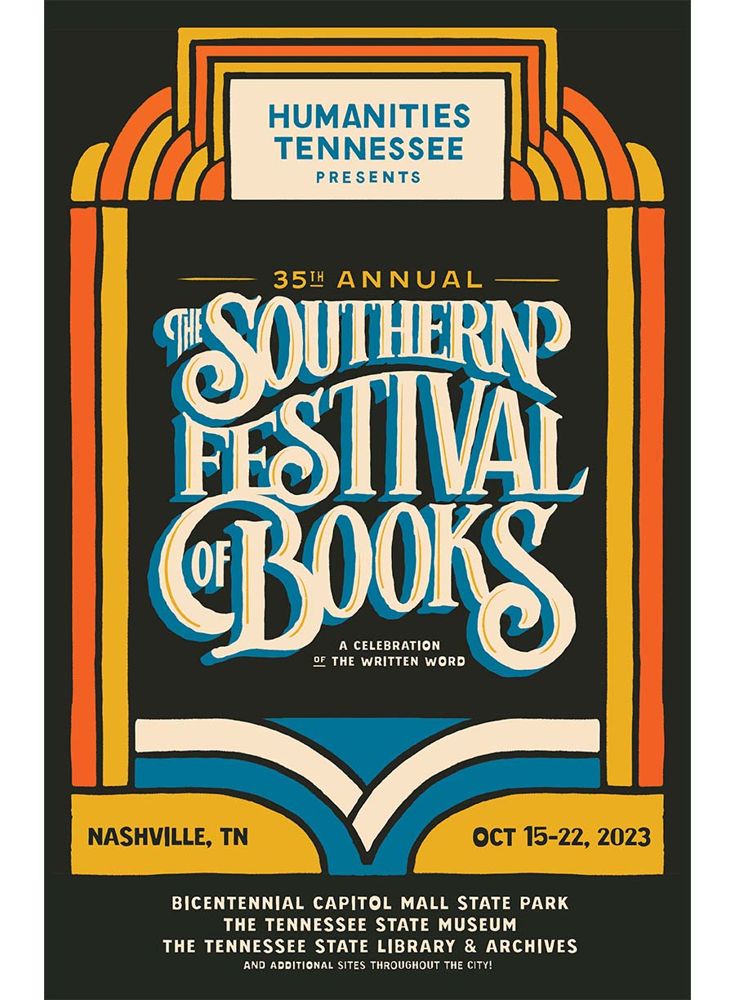 HUMANITIES
TENNESSEE
PRESENTS
35TH ANNUAL
THE SOUTHERN
FESTIVAL
OF BOOKS
A CELEBRATION
OF THE WRITTEN WORD
NASHVILLE, TN
OCT 15-22, 2023
BICENTENNIAL CAPITOL MALL STATE PARK
THE TENNESSEE STATE MUSEUM
THE TENNESSEE STATE LIBRARY & ARCHIVES
AND ADDITIONAL SITES THROUGHOUT THE CITY!